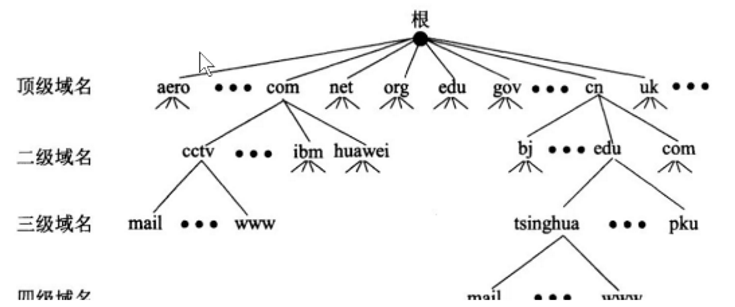 根
顶级域名 aero ••• com net org edu gov ••• cn uk •••
二级域名 cctv ••• ibm huawei bj ••• edu com
三级域名 mail ••• www tsinghua ••• pku
四级域名 mail ••• www